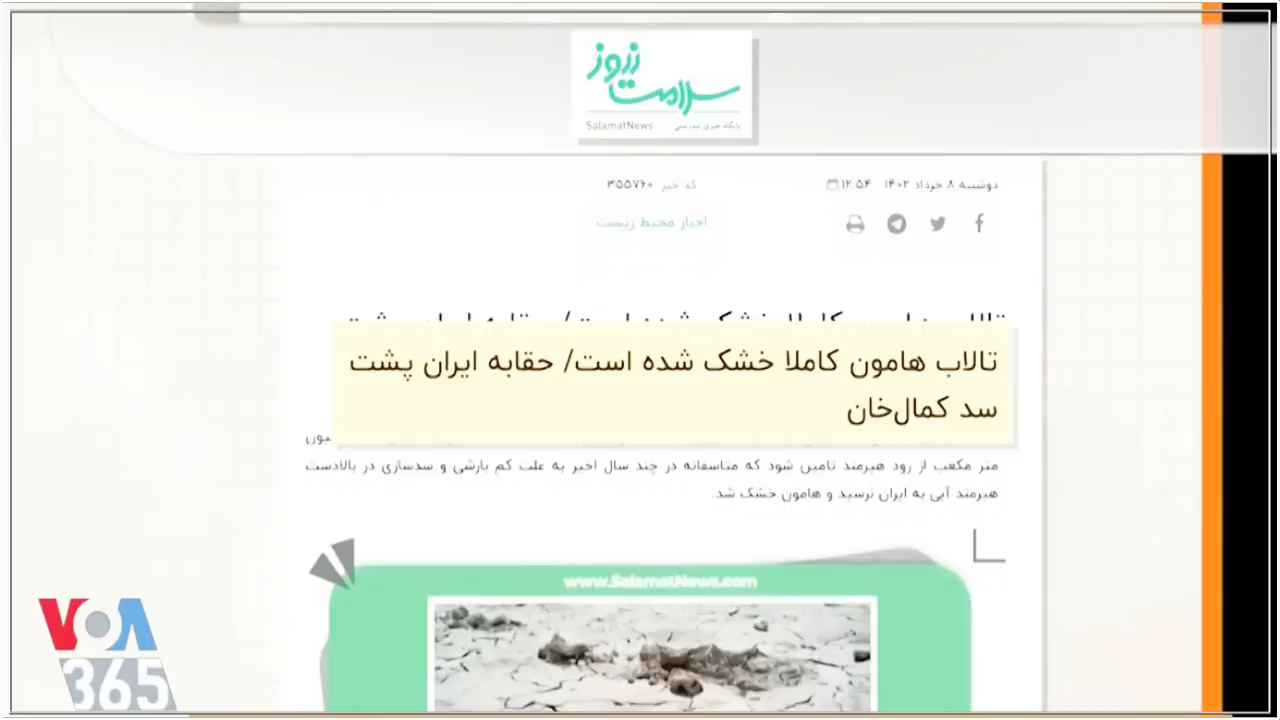 سلامت نیوز
SalamatNews
دوشنبه ۸ خرداد ۱۴۰۲ ۱۲:۵۴
کد خبر ۳۵۵۷۶۰
اخبار محیط زیست
تالاب هامون کاملا خشک شده است/ حقابه ایران پشت
سد کمال‌خان
متر مکعب از رود هیرمند تامین شود که متاسفانه در چند سال اخیر به علت کم بارشی و سدسازی در بالادست
هیرمند آبی به ایران نرسید و هامون خشک شد.
www.SalamatNews.com
VOA
365